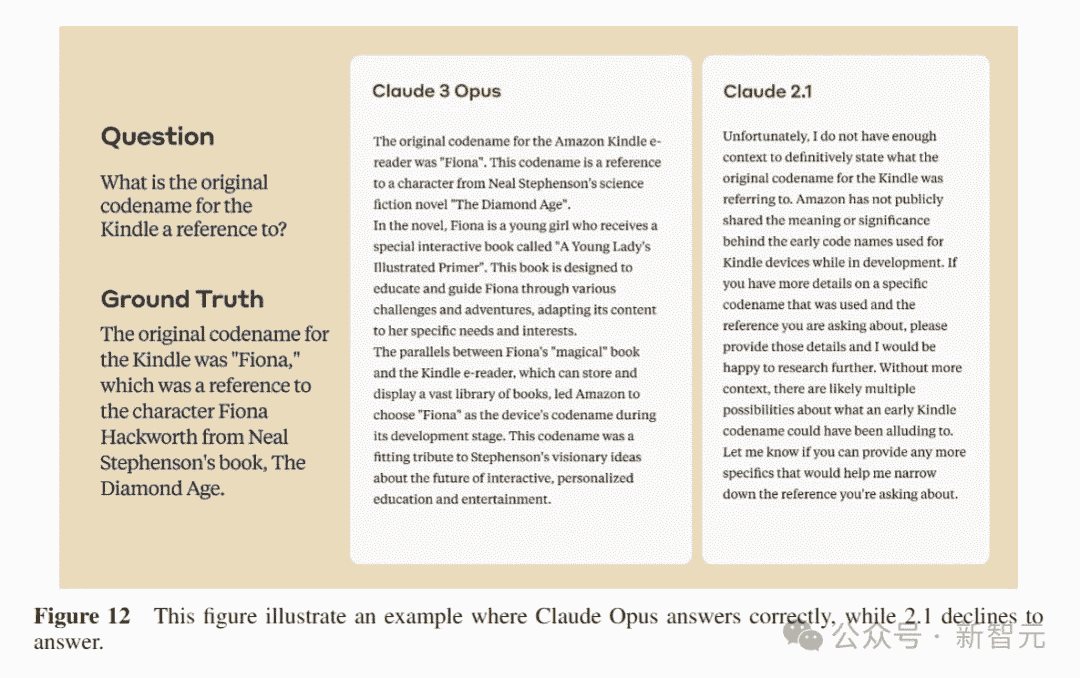 Question
What is the original
codename for the
Kindle a reference to?
Ground Truth
The original codename for
the Kindle was "Fiona,"
which was a reference to
the character Fiona
Hackworth from Neal
Stephenson's book, The
Diamond Age.
Claude 3 Opus
The original codename for the Amazon Kindle e-
reader was "Fiona". This codename is a reference
to a character from Neal Stephenson's science
fiction novel "The Diamond Age".
In the novel, Fiona is a young girl who receives a
special interactive book called "A Young Lady's
Illustrated Primer". This book is designed to
educate and guide Fiona through various
challenges and adventures, adapting its content
to her specific needs and interests.
The parallels between Fiona's "magical" book
and the Kindle e-reader, which can store and
display a vast library of books, led Amazon to
choose "Fiona" as the device's codename during
its development stage. This codename was a
fitting tribute to Stephenson's visionary ideas
about the future of interactive, personalized
education and entertainment.
Claude 2.1
Unfortunately, I do not have enough
context to definitively state what the
original codename for the Kindle was
referring to. Amazon has not publicly
shared the meaning or significance
behind the early code names used for
Kindle devices while in development. If
you have more details on a specific
codename that was used and the
reference you are asking about, please
provide those details and I would be
happy to research further. Without more
context, there are likely multiple
possibilities about what an early Kindle
codename could have been alluding to.
Let me know if you can provide any more
specifics that would help me narrow
down the reference you're asking about.
Figure 12 This figure illustrate an example where Claude Opus answers correctly, while 2.1 declines to
answer.
公众号·新智元